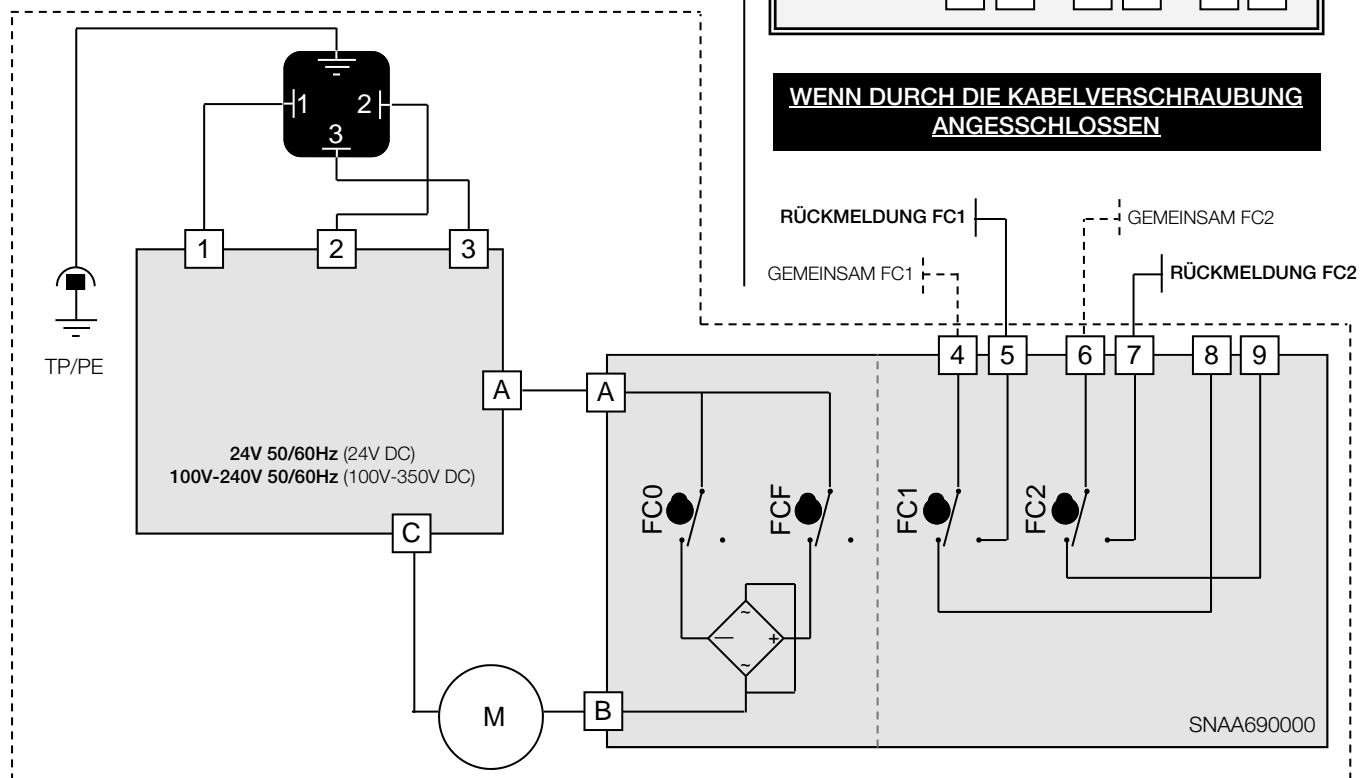 WENN DURCH DIE KABELVERSCHRAUBUNG
ANGESSCHLOSSEN
1
2
3
RÜCKMELDUNG FC1
GEMEINSAM FC2
GEMEINSAM FC1
RÜCKMELDUNG FC2
1
2
3
TP/PE
4
5
6
7
8
9
A
A
24V 50/60Hz (24V DC)
100V-240V 50/60Hz (100V-350V DC)
FC0
FCF
FC1
FC2
C
~
—
+
~
M
B
SNAA690000